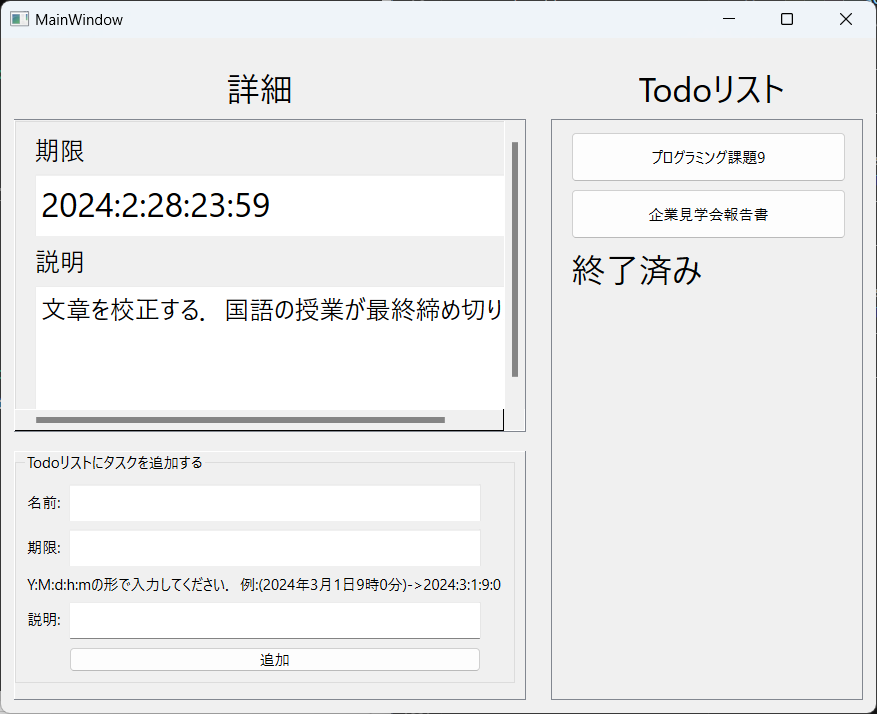 MainWindow
詳細
期限
2024:2:28:23:59
説明
文章を校正する．国語の授業が最終締め切り
Todoリストにタスクを追加する
名前:
期限:
Y:M:d:h:mの形で入力してください．例:(2024年3月1日9時0分)->2024:3:1:9:0
説明:
追加
Todoリスト
プログラミング課題9
企業見学会報告書
終了済み